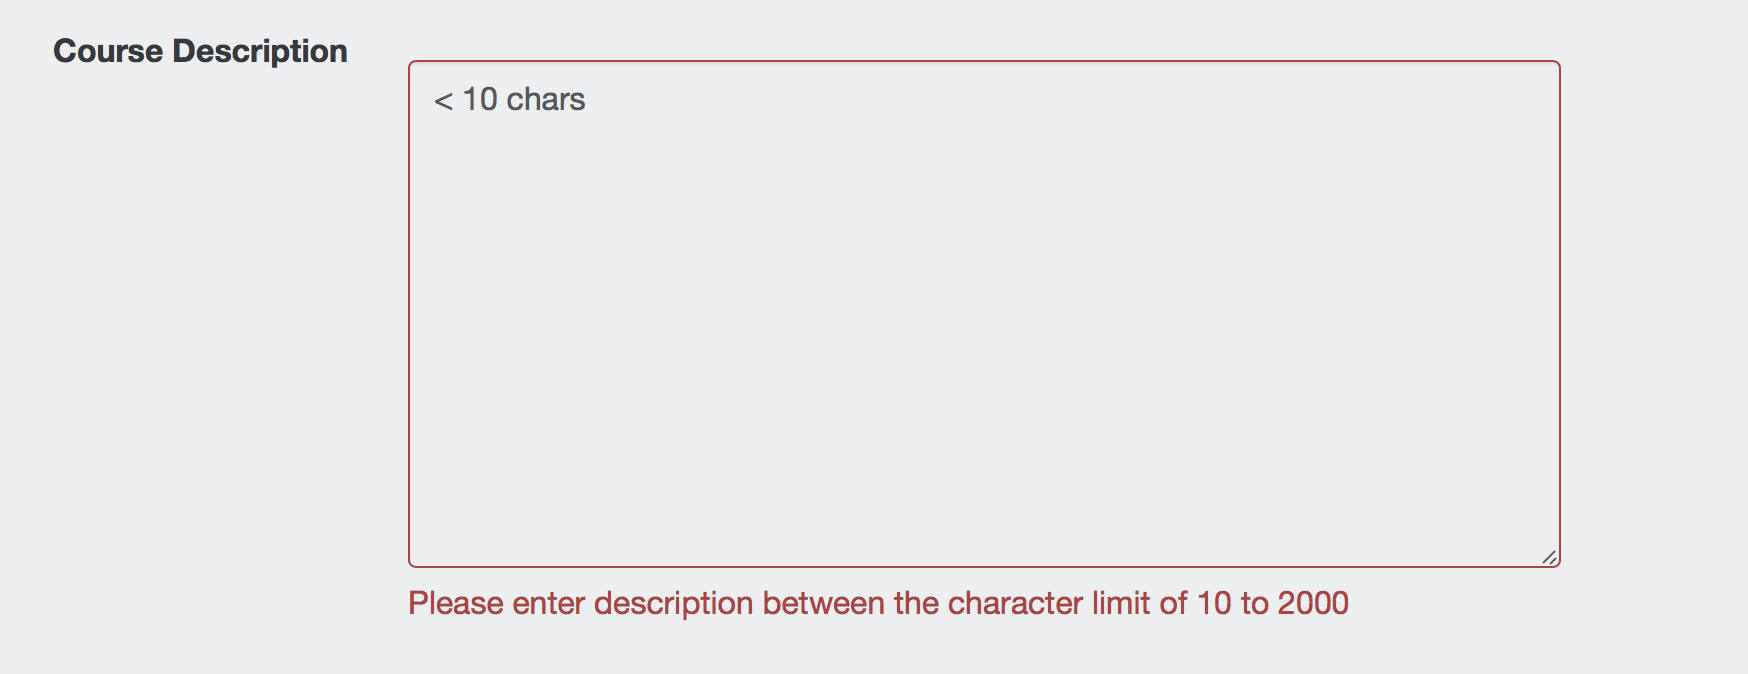 Course Description
< 10 chars
Please enter description between the character limit of 10 to 2000